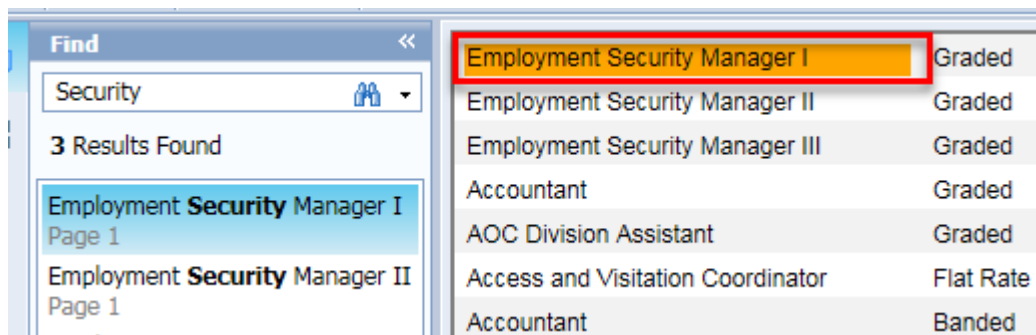 Find
Security
3 Results Found
Employment Security Manager I
Page 1
Employment Security Manager II
Page 1
Employment Security Manager I Graded
Employment Security Manager II Graded
Employment Security Manager III Graded
Accountant Graded
AOC Division Assistant Graded
Access and Visitation Coordinator Flat Rate
Accountant Banded